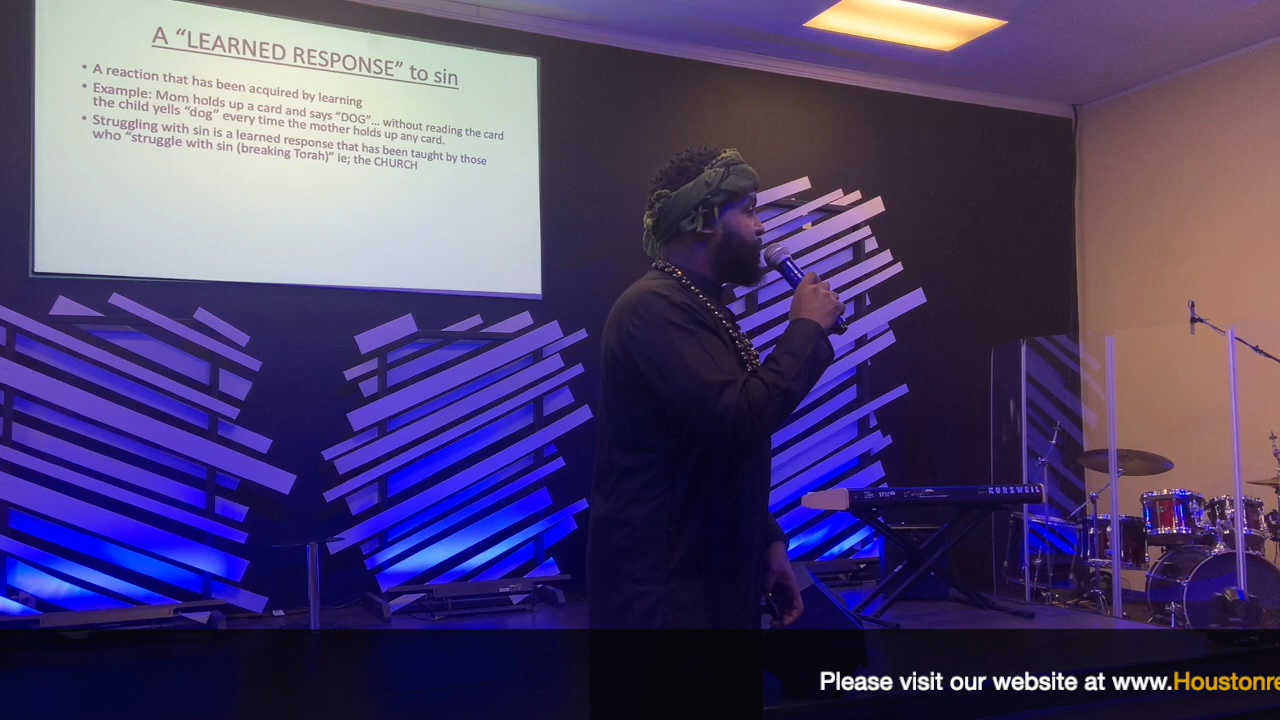 A “LEARNED RESPONSE” to sin
• A reaction that has been acquired by learning
• Example: Mom holds up a card and says “DOG”... without reading the card
the child yells “dog” every time the mother holds up any card.
• Struggling with sin is a learned response that has been taught by those
who “struggle with sin (breaking Torah)” ie; the CHURCH
KURZWEIL
Please visit our website at www.Houstonre